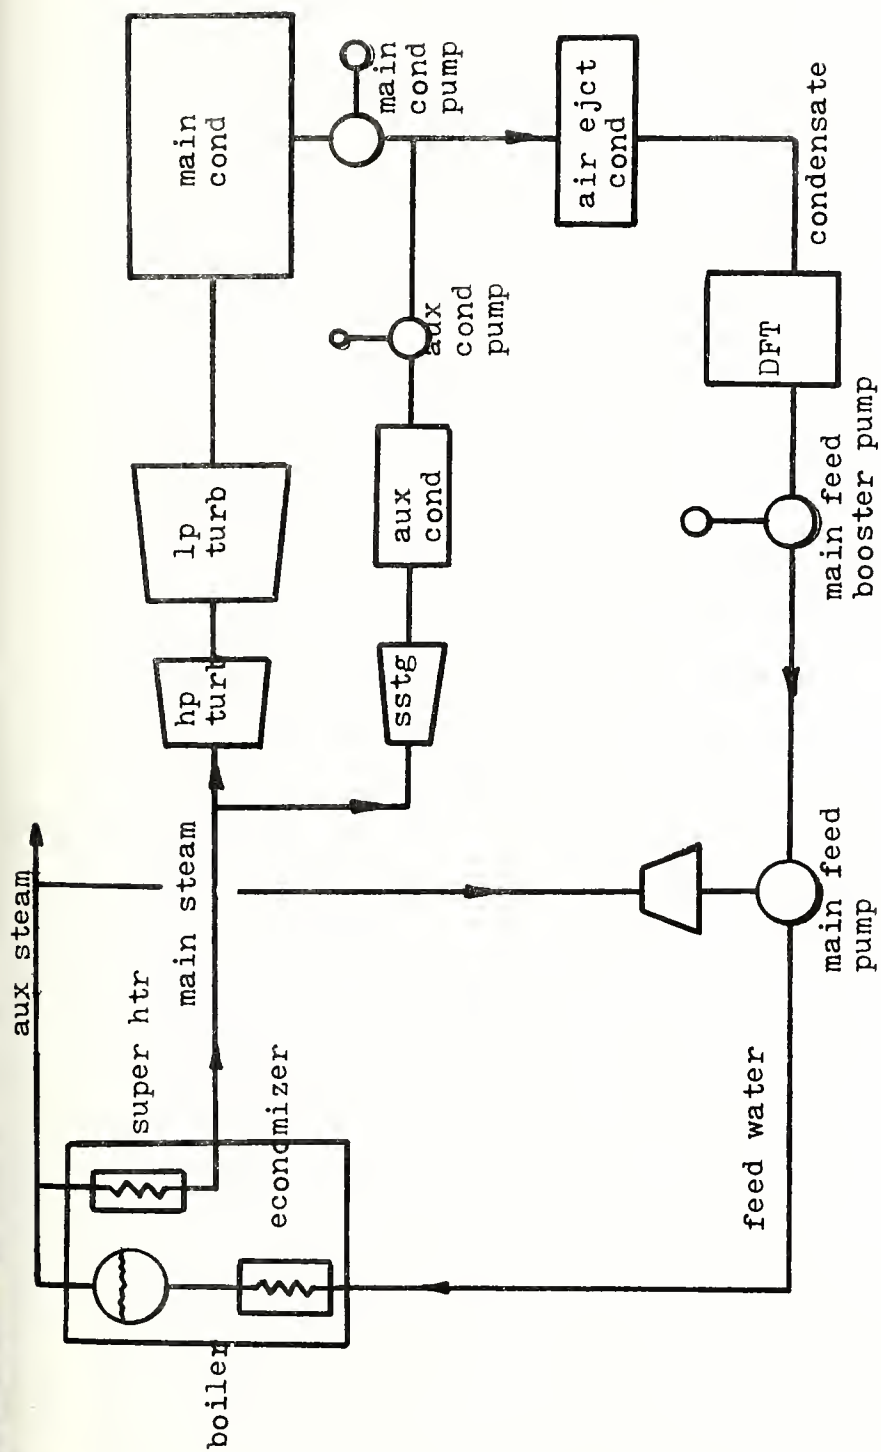 aux steam
super htr
main steam
economizer
boiler
hp
turb
lp
turb
main
cond
main
cond
pump
sstg
aux
cond
aux
cond
pump
air ejct
cond
condensate
DFT
main feed
booster pump
main feed
pump
feed water